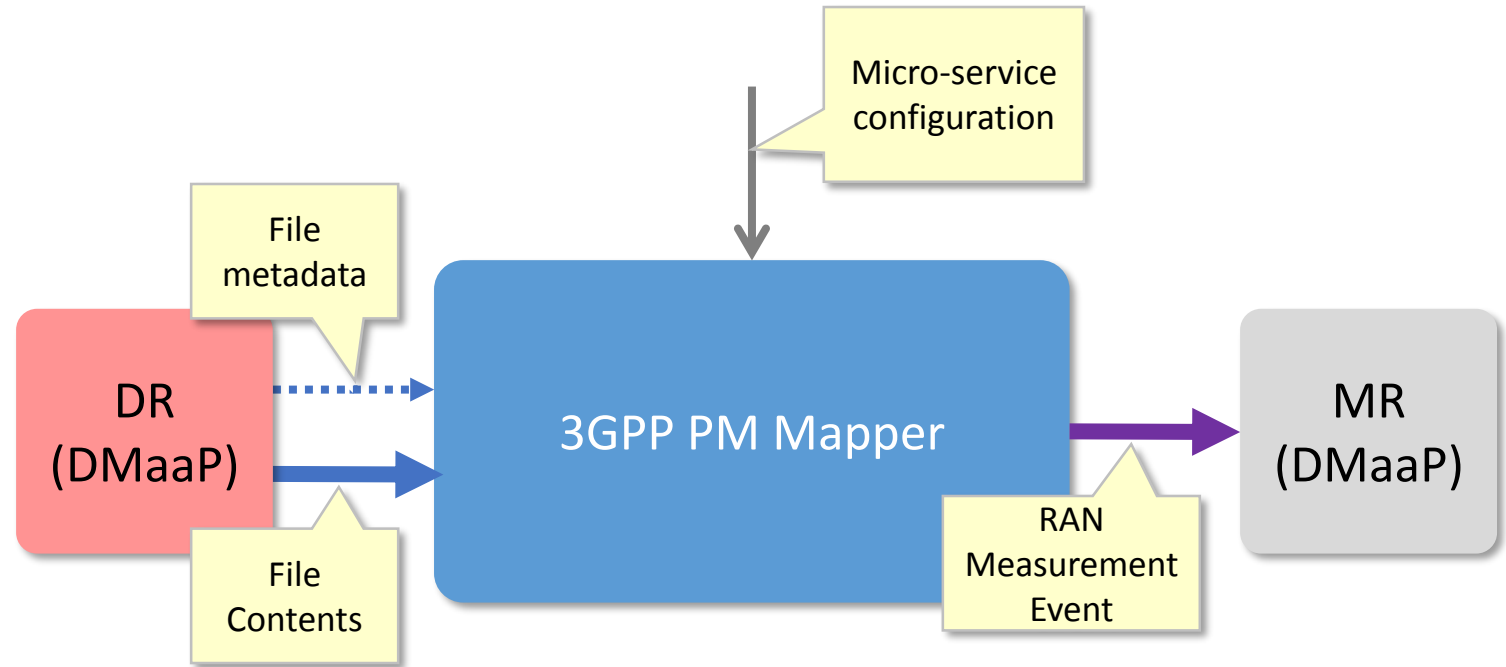 Micro-service
configuration
File
metadata
DR
(DMaaP)
3GPP PM Mapper
MR
(DMaaP)
File
Contents
RAN
Measurement
Event